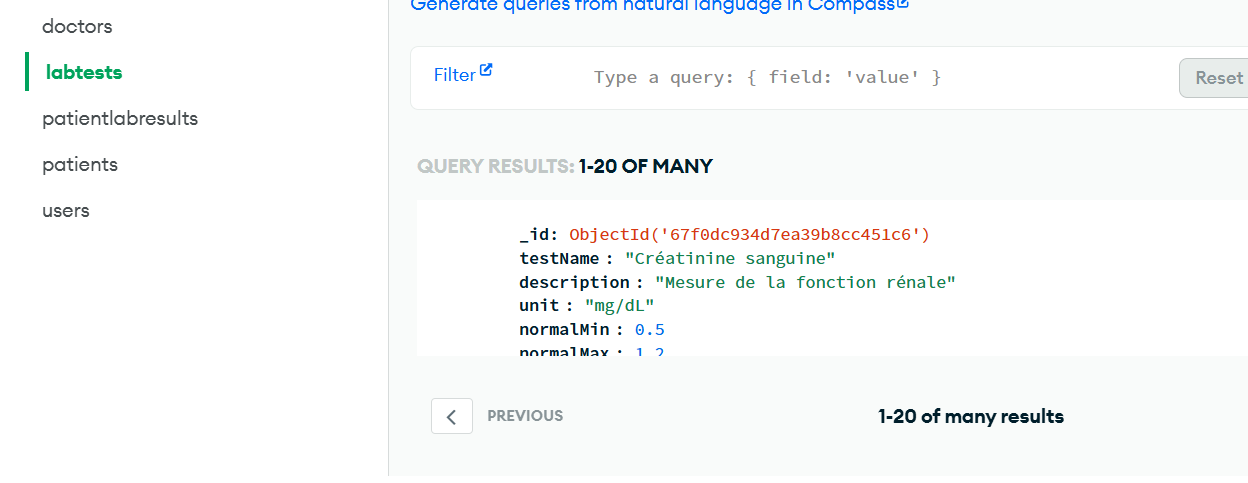 doctors
labtests
patientlabresults
patients
users
Generate queries from natural language in Compass
Filter
Type a query: { field: 'value' }
Reset
QUERY RESULTS: 1-20 OF MANY
_id: ObjectId('67f0dc934d7ea39b8cc451c6')
testName : "Créatinine sanguine"
description : "Mesure de la fonction rénale"
unit : "mg/dL"
normalMin : 0.5
normalMax : 1.2
PREVIOUS
1-20 of many results